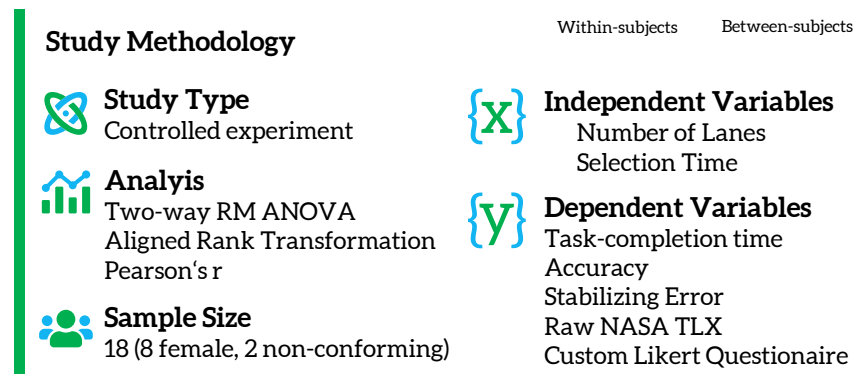 Study Methodology
Within-subjects
Between-subjects
Study Type
Controlled experiment
Analyis
Two-way RM ANOVA
Aligned Rank Transformation
Pearson‘s r
Sample Size
18 (8 female, 2 non-conforming)
{x}
Independent Variables
Number of Lanes
Selection Time
{y}
Dependent Variables
Task-completion time
Accuracy
Stabilizing Error
Raw NASA TLX
Custom Likert Questionaire